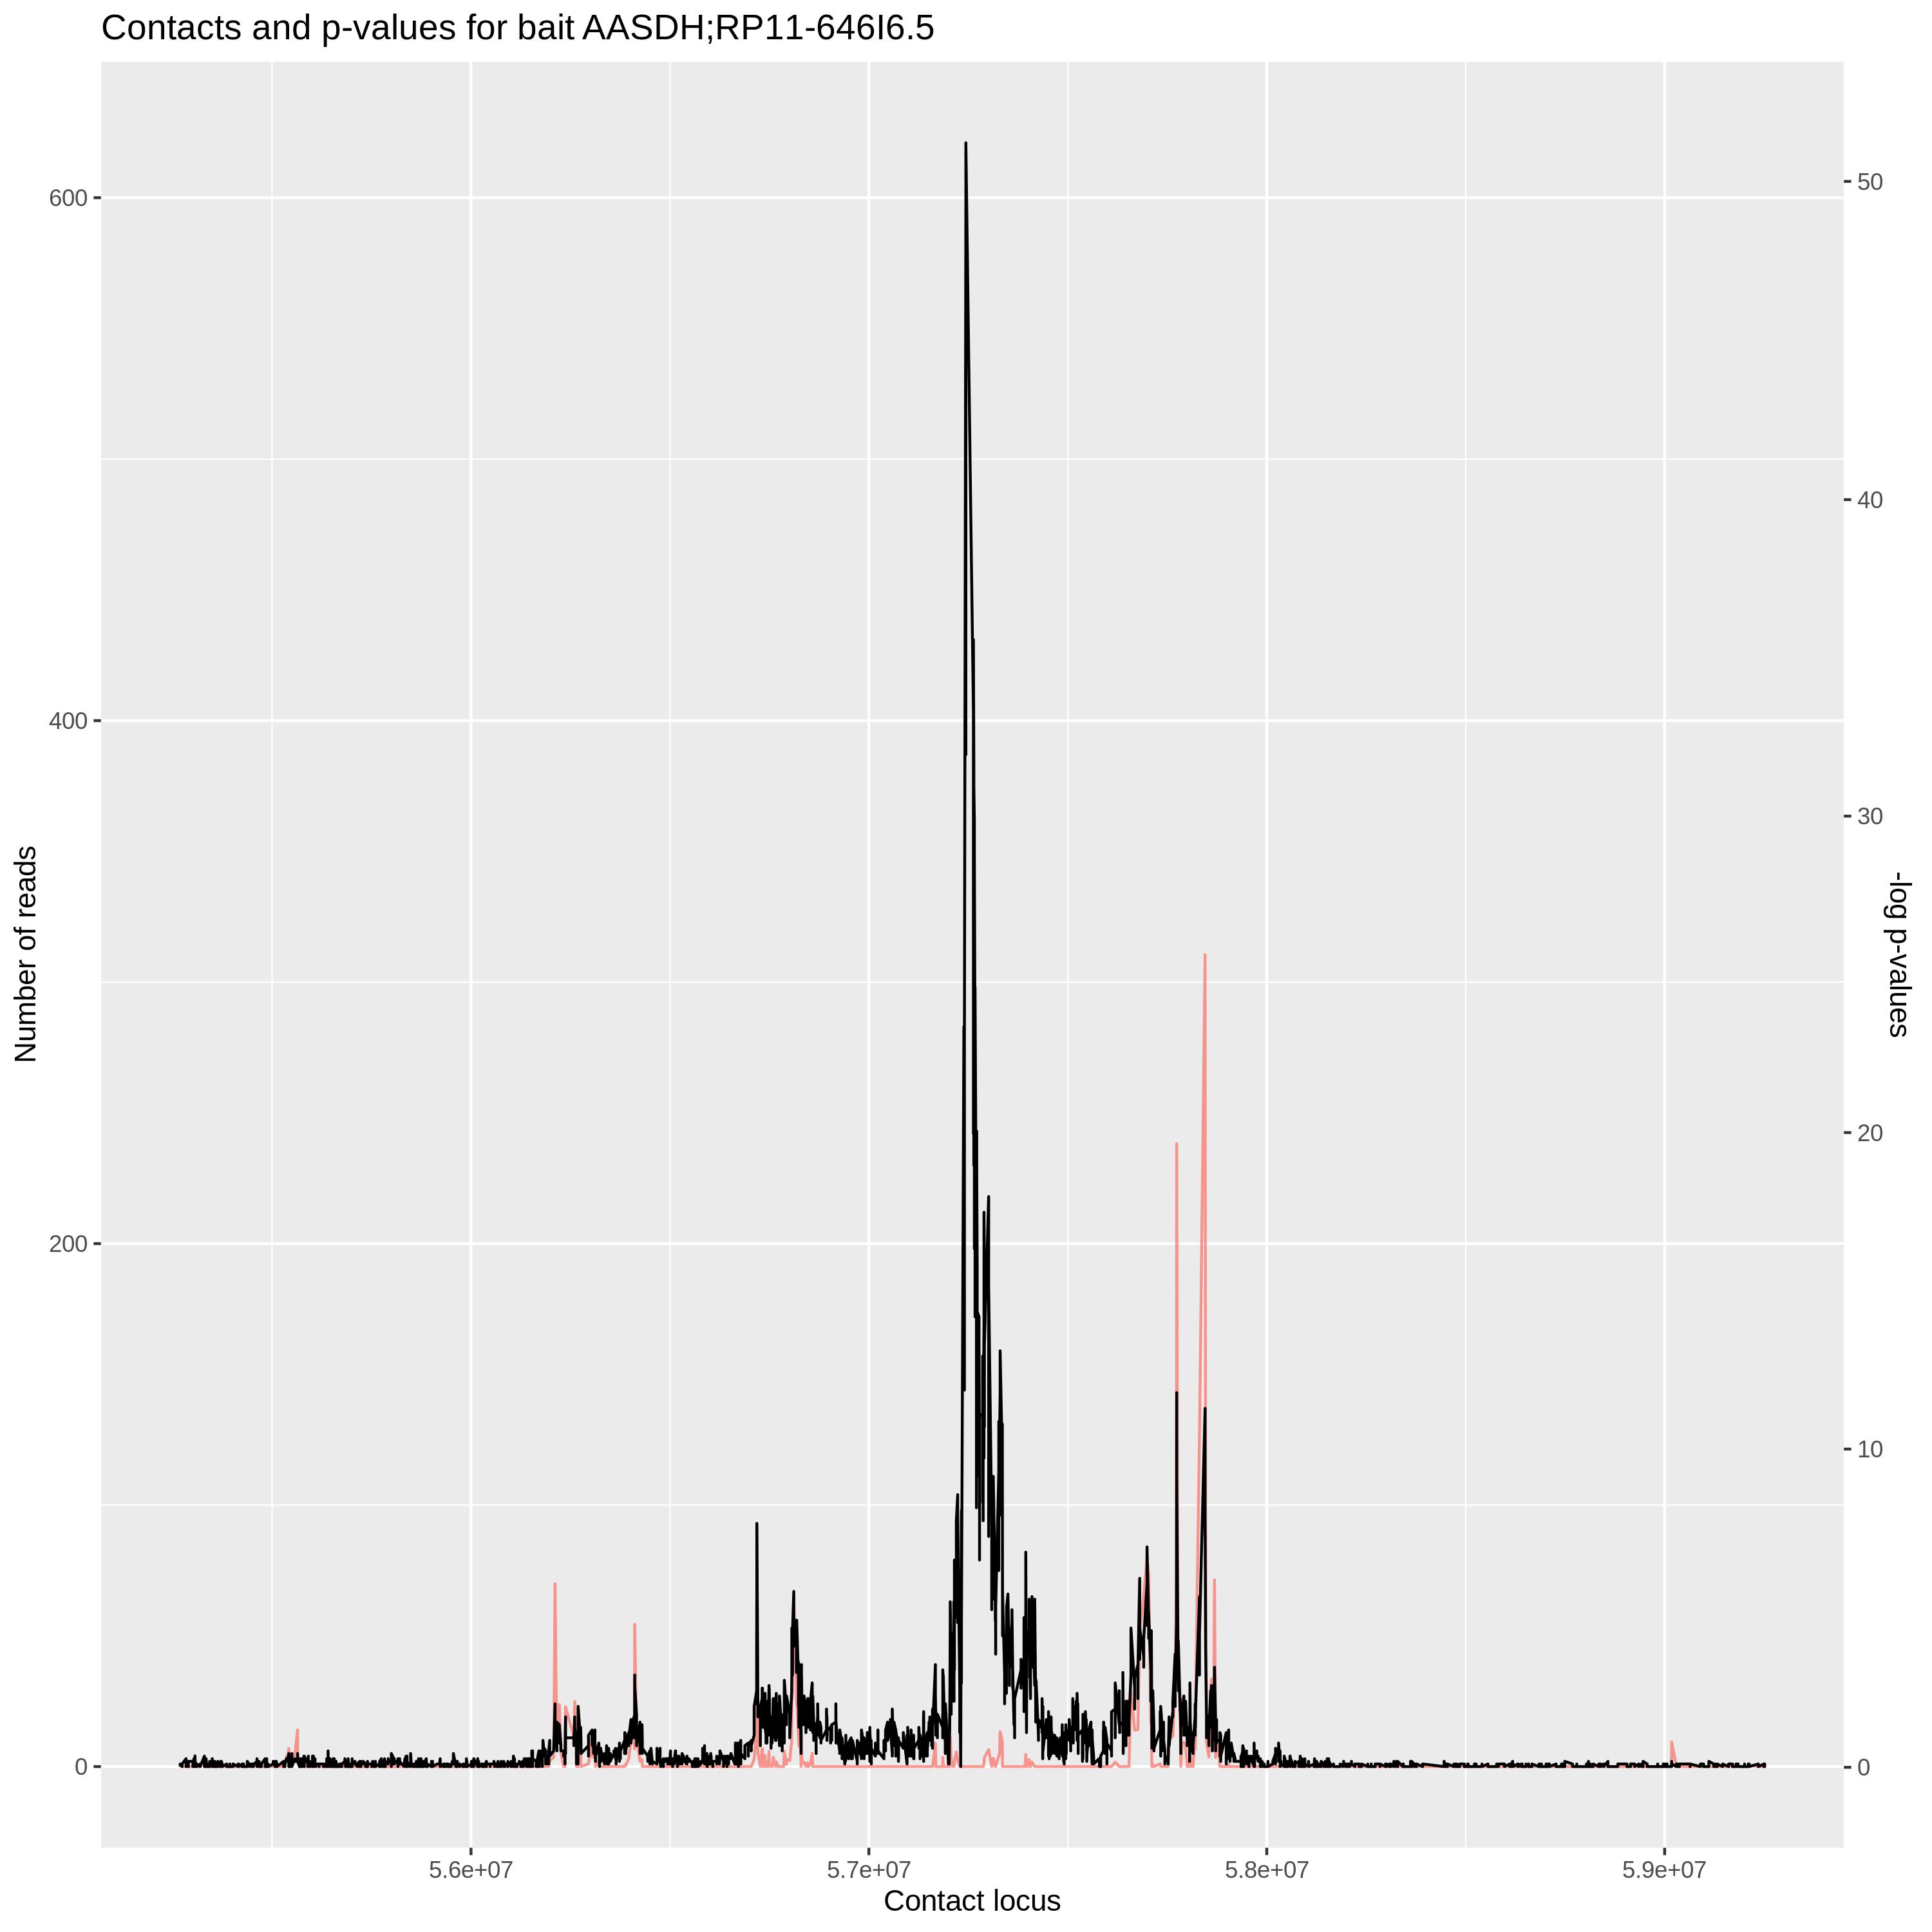 Contacts and p-values for bait AASDH;RP11-646I6.5
Number of reads
600
400
200
0
50
40
30
20
10
0
-log p-values
5.6e+07
5.7e+07
5.8e+07
5.9e+07
Contact locus